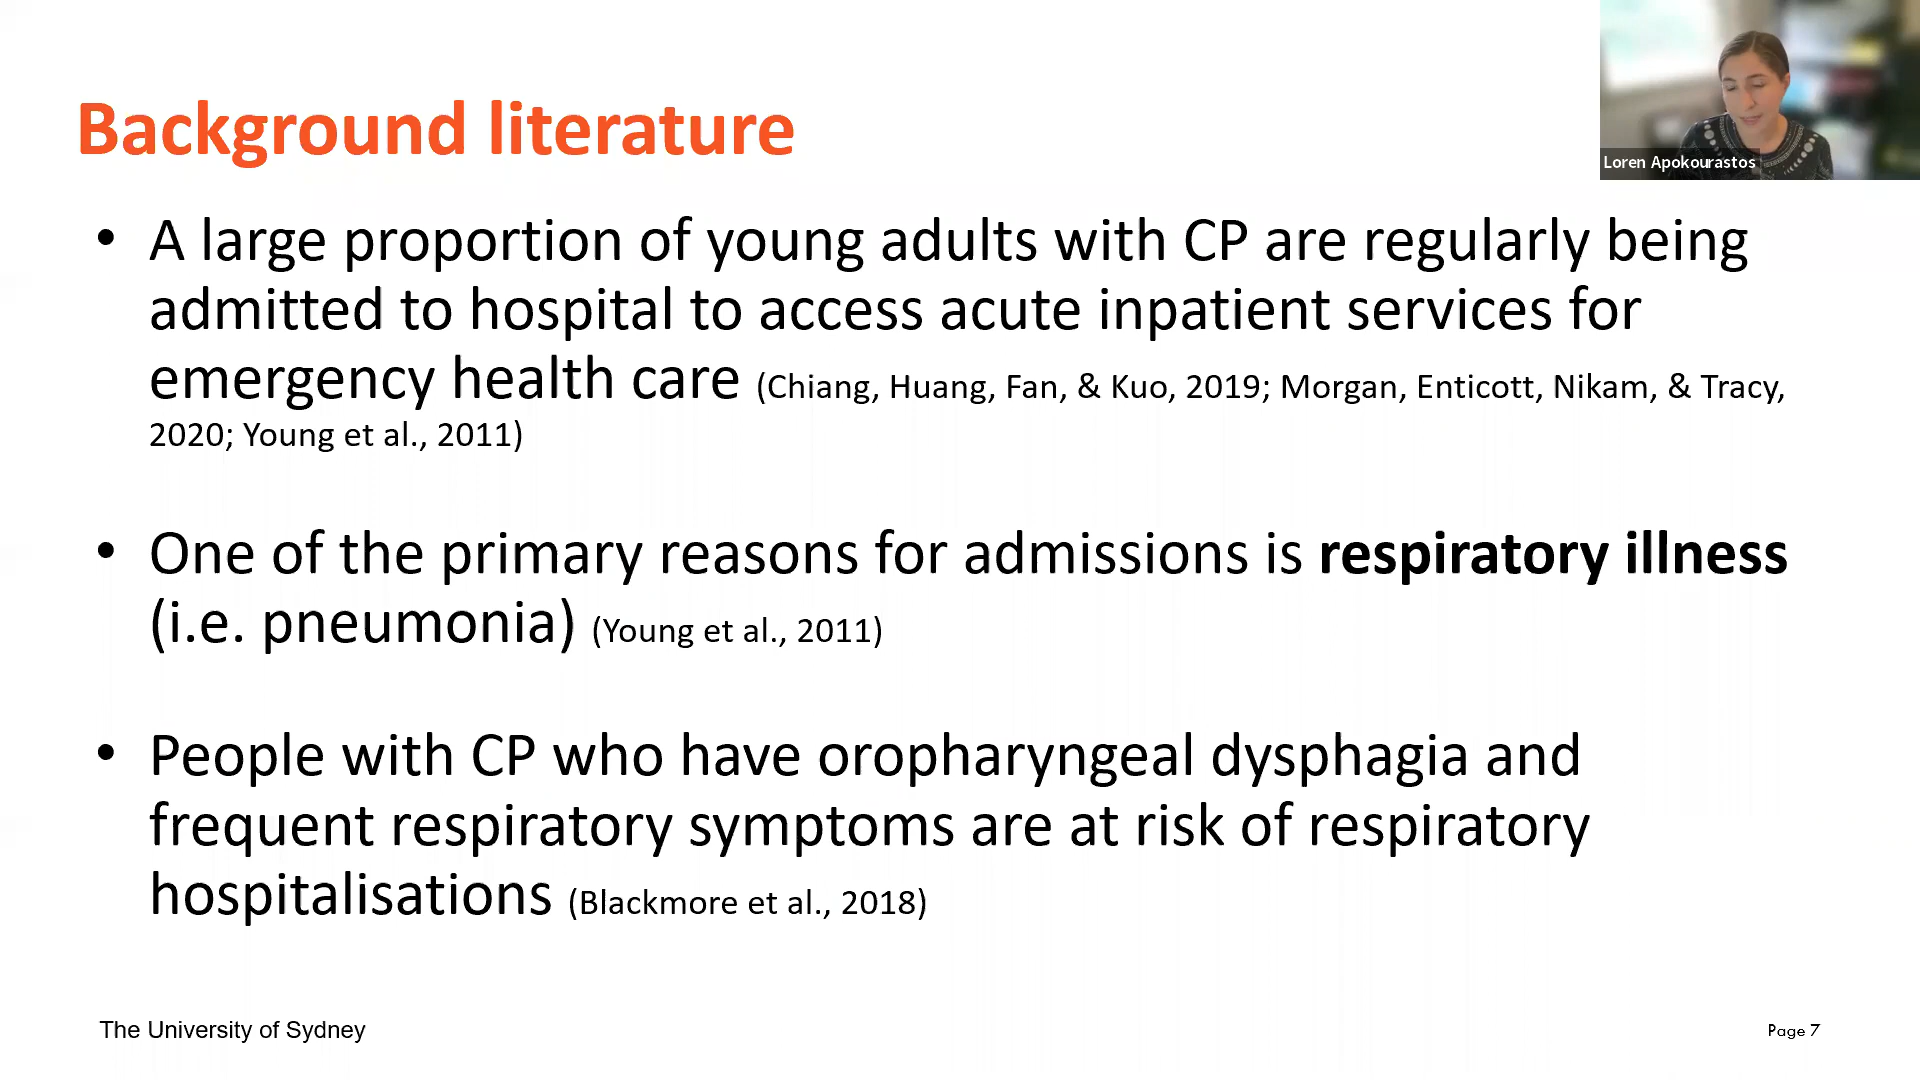 Background literature
Loren Apokourastos
• A large proportion of young adults with CP are regularly being
admitted to hospital to access acute inpatient services for
emergency health care (Chiang, Huang, Fan, & Kuo, 2019; Morgan, Enticott, Nikam, & Tracy,
2020; Young et al., 2011)
• One of the primary reasons for admissions is respiratory illness
(i.e. pneumonia) (Young et al., 2011)
• People with CP who have oropharyngeal dysphagia and
frequent respiratory symptoms are at risk of respiratory
hospitalisations (Blackmore et al., 2018)
The University of Sydney
Page 7